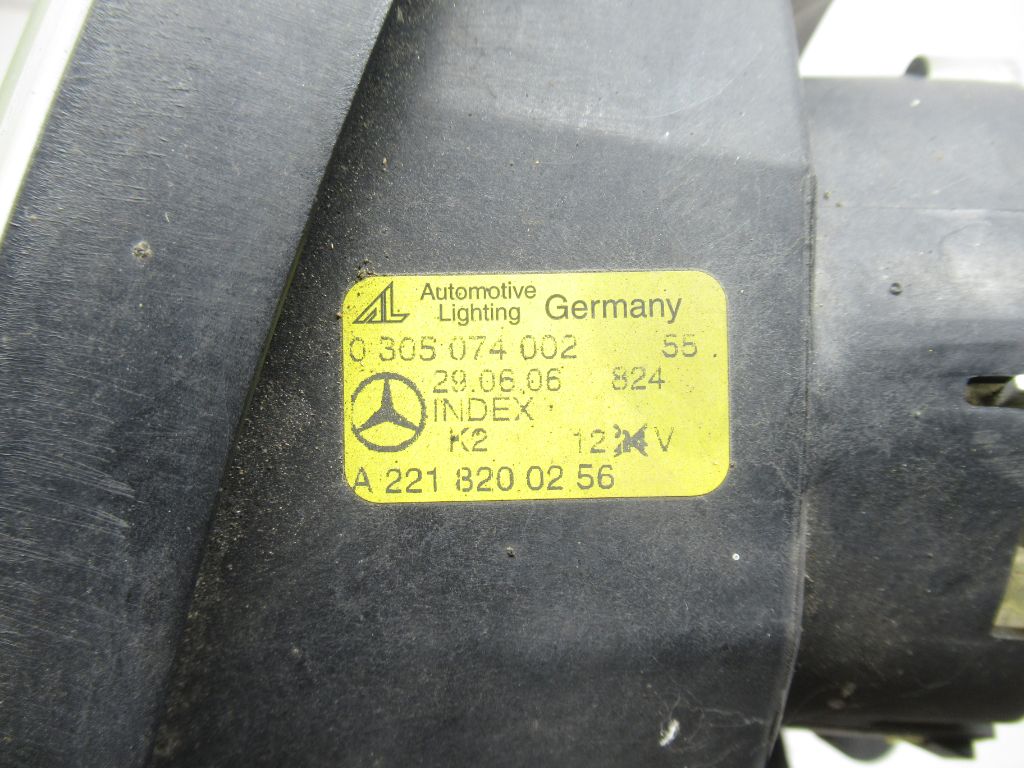 AL Automotive Lighting Germany
0 305 074 002 55
29.06.06 824
INDEX
K2 12 V
A 221 820 02 56